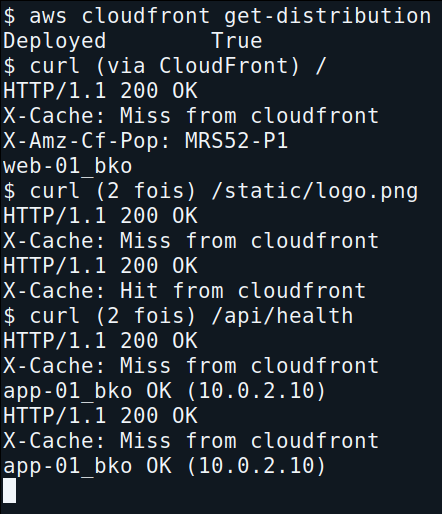 $ aws cloudfront get-distribution
Deployed        True
$ curl (via CloudFront) /
HTTP/1.1 200 OK
X-Cache: Miss from cloudfront
X-Amz-Cf-Pop: MRS52-P1
web-01_bko
$ curl (2 fois) /static/logo.png
HTTP/1.1 200 OK
X-Cache: Miss from cloudfront
HTTP/1.1 200 OK
X-Cache: Hit from cloudfront
$ curl (2 fois) /api/health
HTTP/1.1 200 OK
X-Cache: Miss from cloudfront
app-01_bko OK (10.0.2.10)
HTTP/1.1 200 OK
X-Cache: Miss from cloudfront
app-01_bko OK (10.0.2.10)